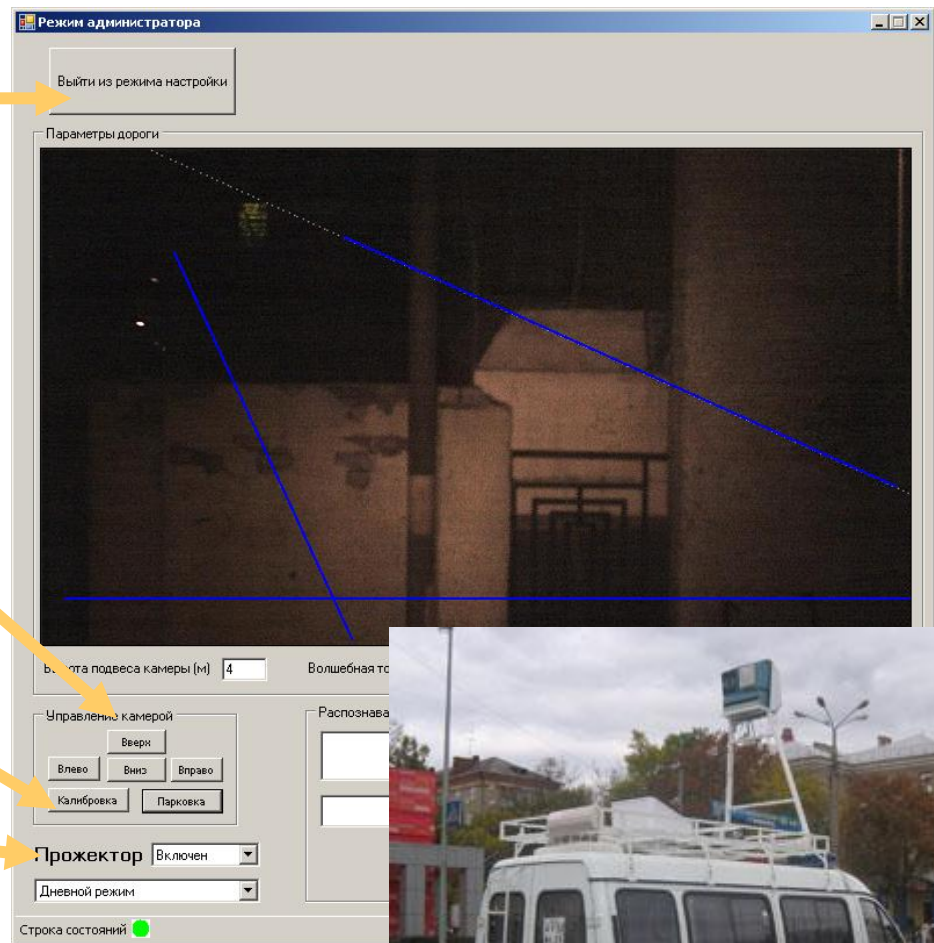 Режим администратора
Выйти из режима настройки
Параметры дороги
Высота подвеса камеры (м) 4 Волшебная то
Управление камерой
Распознава
Вверх
Влево Вниз Вправо
Калибровка Парковка
Прожектор Включен
Дневной режим
Строка состояний